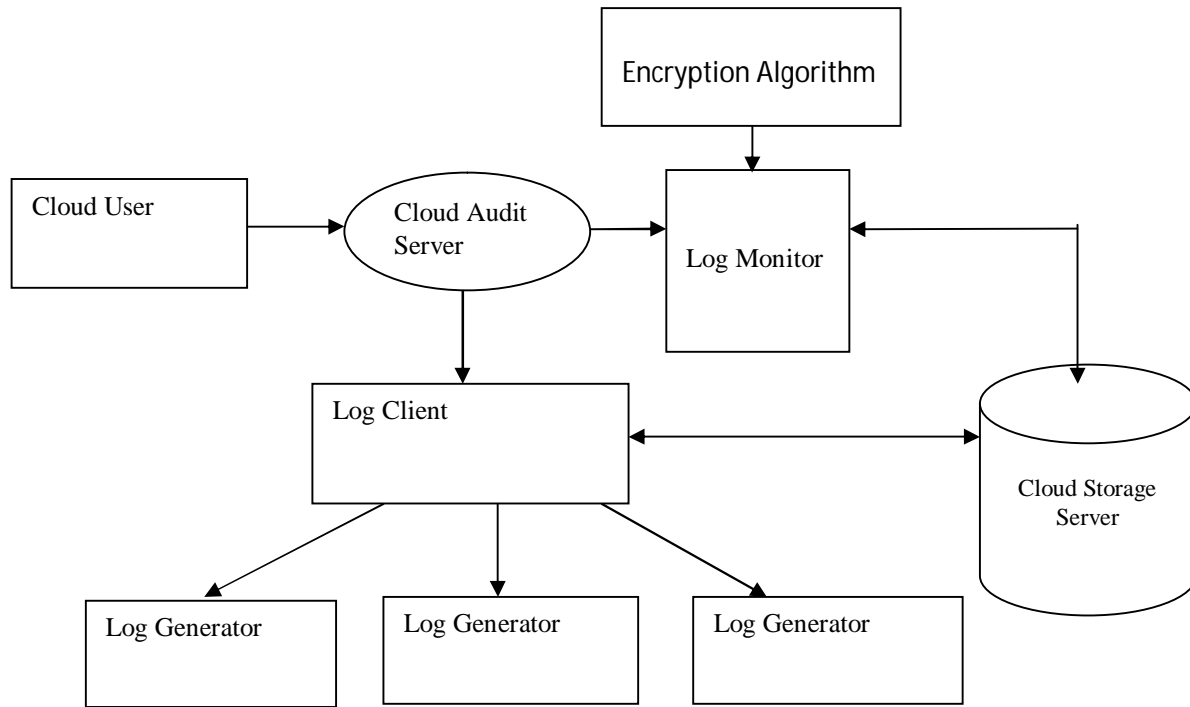 Encryption Algorithm
Cloud User
Cloud Audit
Server
Log Monitor
Log Client
Cloud Storage
Server
Log Generator
Log Generator
Log Generator